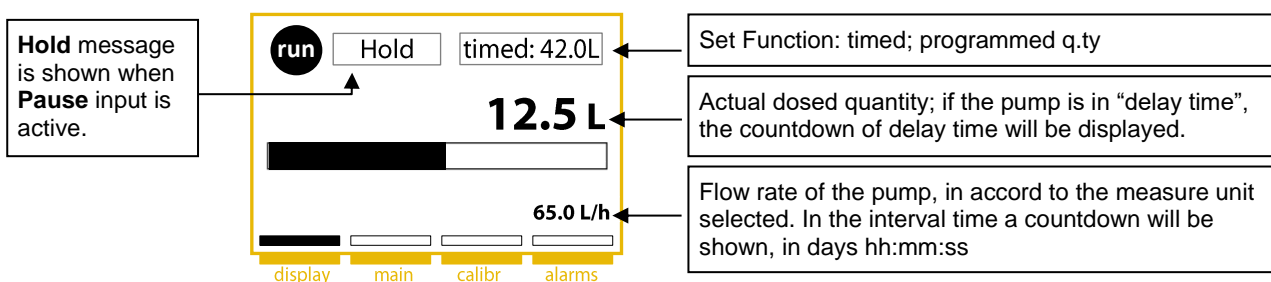 Hold message
is shown when
Pause input is
active.
run
Hold
timed: 42.0L
12.5 L
65.0 L/h
display main calibr alarms
Set Function: timed; programmed q.ty
Actual dosed quantity; if the pump is in “delay time”,
the countdown of delay time will be displayed.
Flow rate of the pump, in accord to the measure unit
selected. In the interval time a countdown will be
shown, in days hh:mm:ss